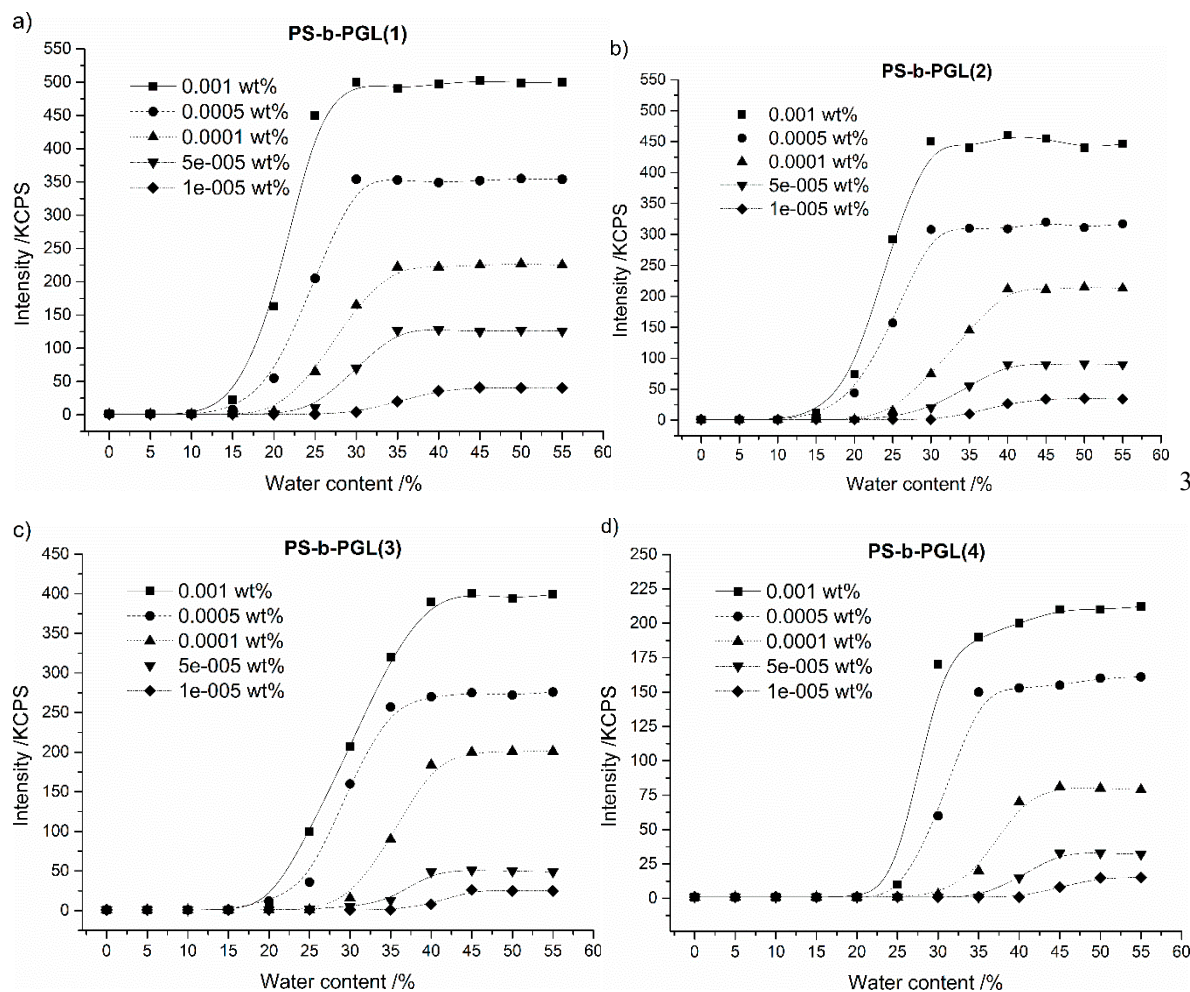 a)
PS-b-PGL(1)
550
500
450
400
350
300
250
200
150
100
50
0
Intensity /KCPS
0.001 wt%
0.0005 wt%
0.0001 wt%
5e-005 wt%
1e-005 wt%
0 5 10 15 20 25 30 35 40 45 50 55 60
Water content /%
b)
PS-b-PGL(2)
550
500
450
400
350
300
250
200
150
100
50
0
Intensity /KCPS
0.001 wt%
0.0005 wt%
0.0001 wt%
5e-005 wt%
1e-005 wt%
0 5 10 15 20 25 30 35 40 45 50 55 60
Water content /%
3
c)
PS-b-PGL(3)
450
400
350
300
250
200
150
100
50
0
Intensity /KCPS
0.001 wt%
0.0005 wt%
0.0001 wt%
5e-005 wt%
1e-005 wt%
0 5 10 15 20 25 30 35 40 45 50 55 60
Water content /%
d)
PS-b-PGL(4)
250
225
200
175
150
125
100
75
50
25
0
Intensity /KCPS
0.001 wt%
0.0005 wt%
0.0001 wt%
5e-005 wt%
1e-005 wt%
0 5 10 15 20 25 30 35 40 45 50 55 60
Water content /%